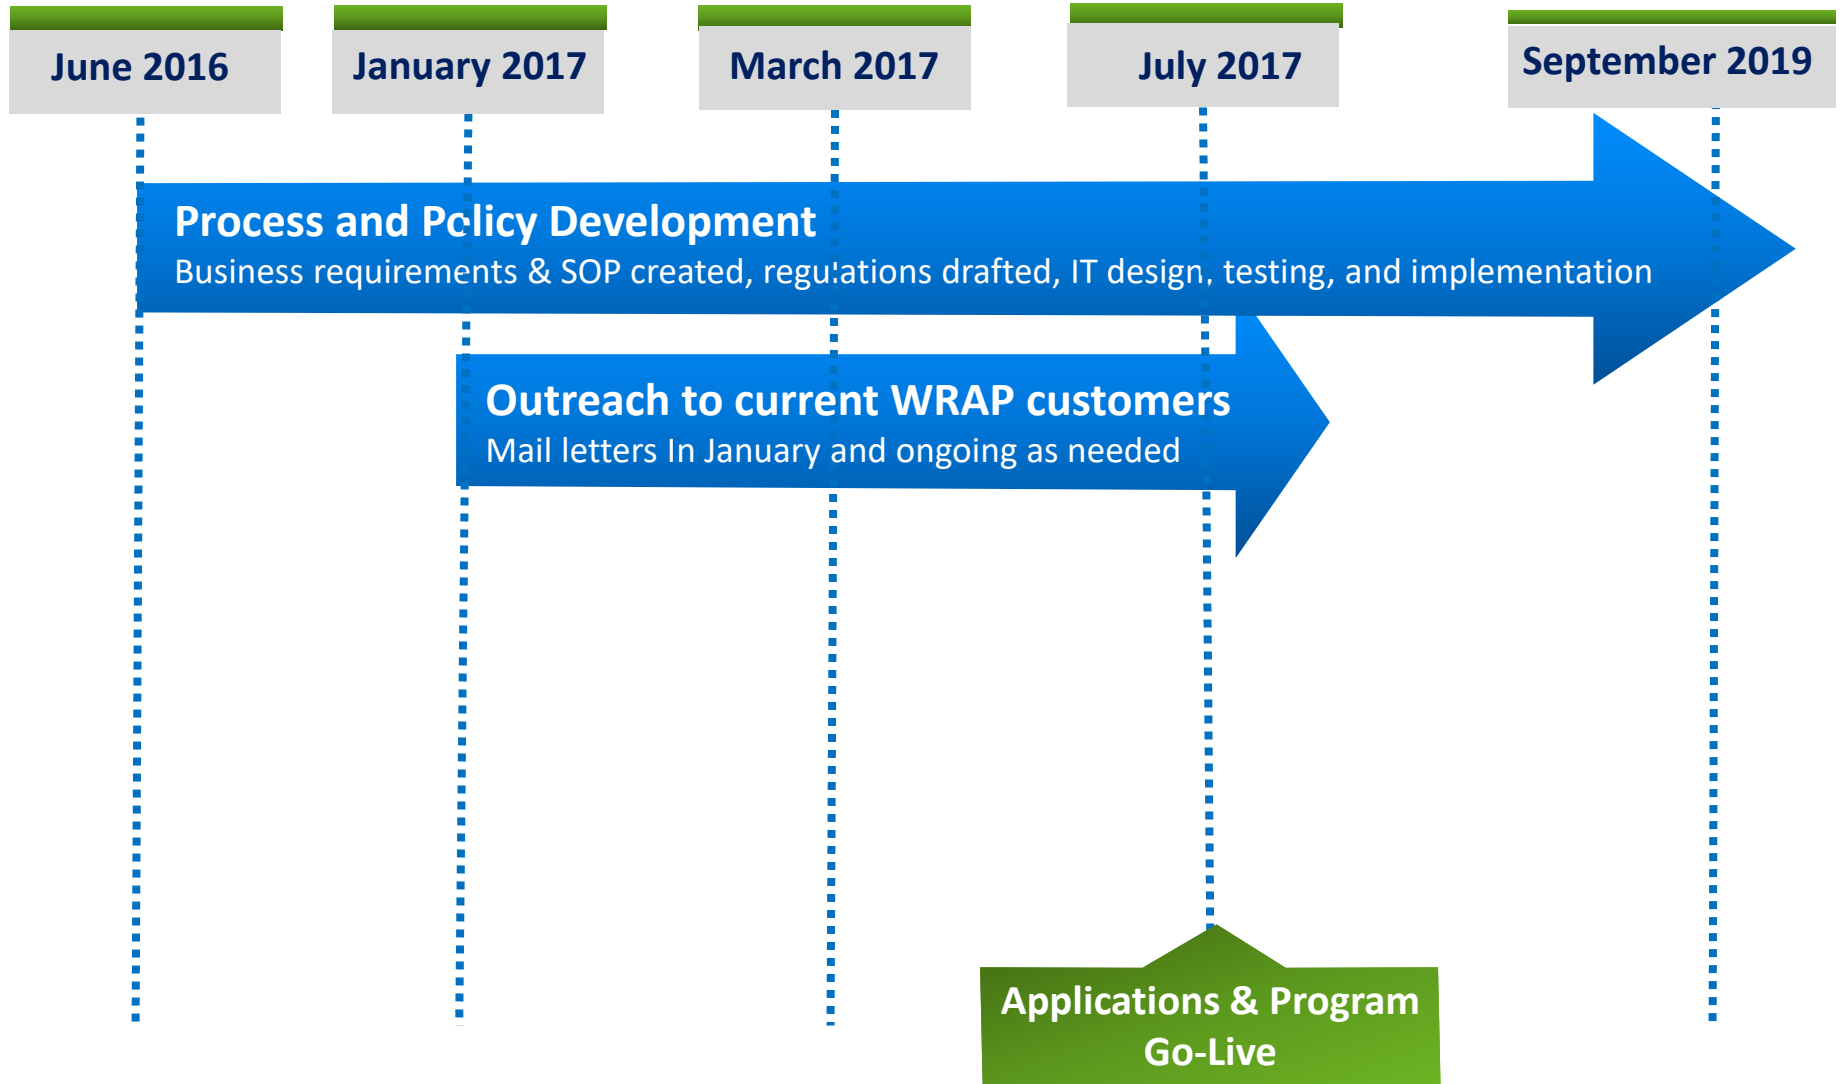 June 2016
January 2017
March 2017
July 2017
September 2019
Process and Policy Development
Business requirements & SOP created, regulations drafted, IT design, testing, and implementation
Outreach to current WRAP customers
Mail letters In January and ongoing as needed
Applications & Program
Go-Live